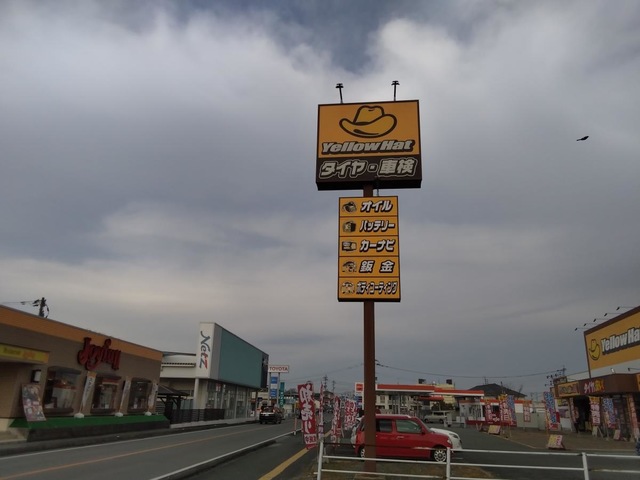 YellowHat
タイヤ・車検
オイル
バッテリー
カーナビ
鈑金
ボディコーティング
Joyfull
Netz
TOYOTA
YellowHat